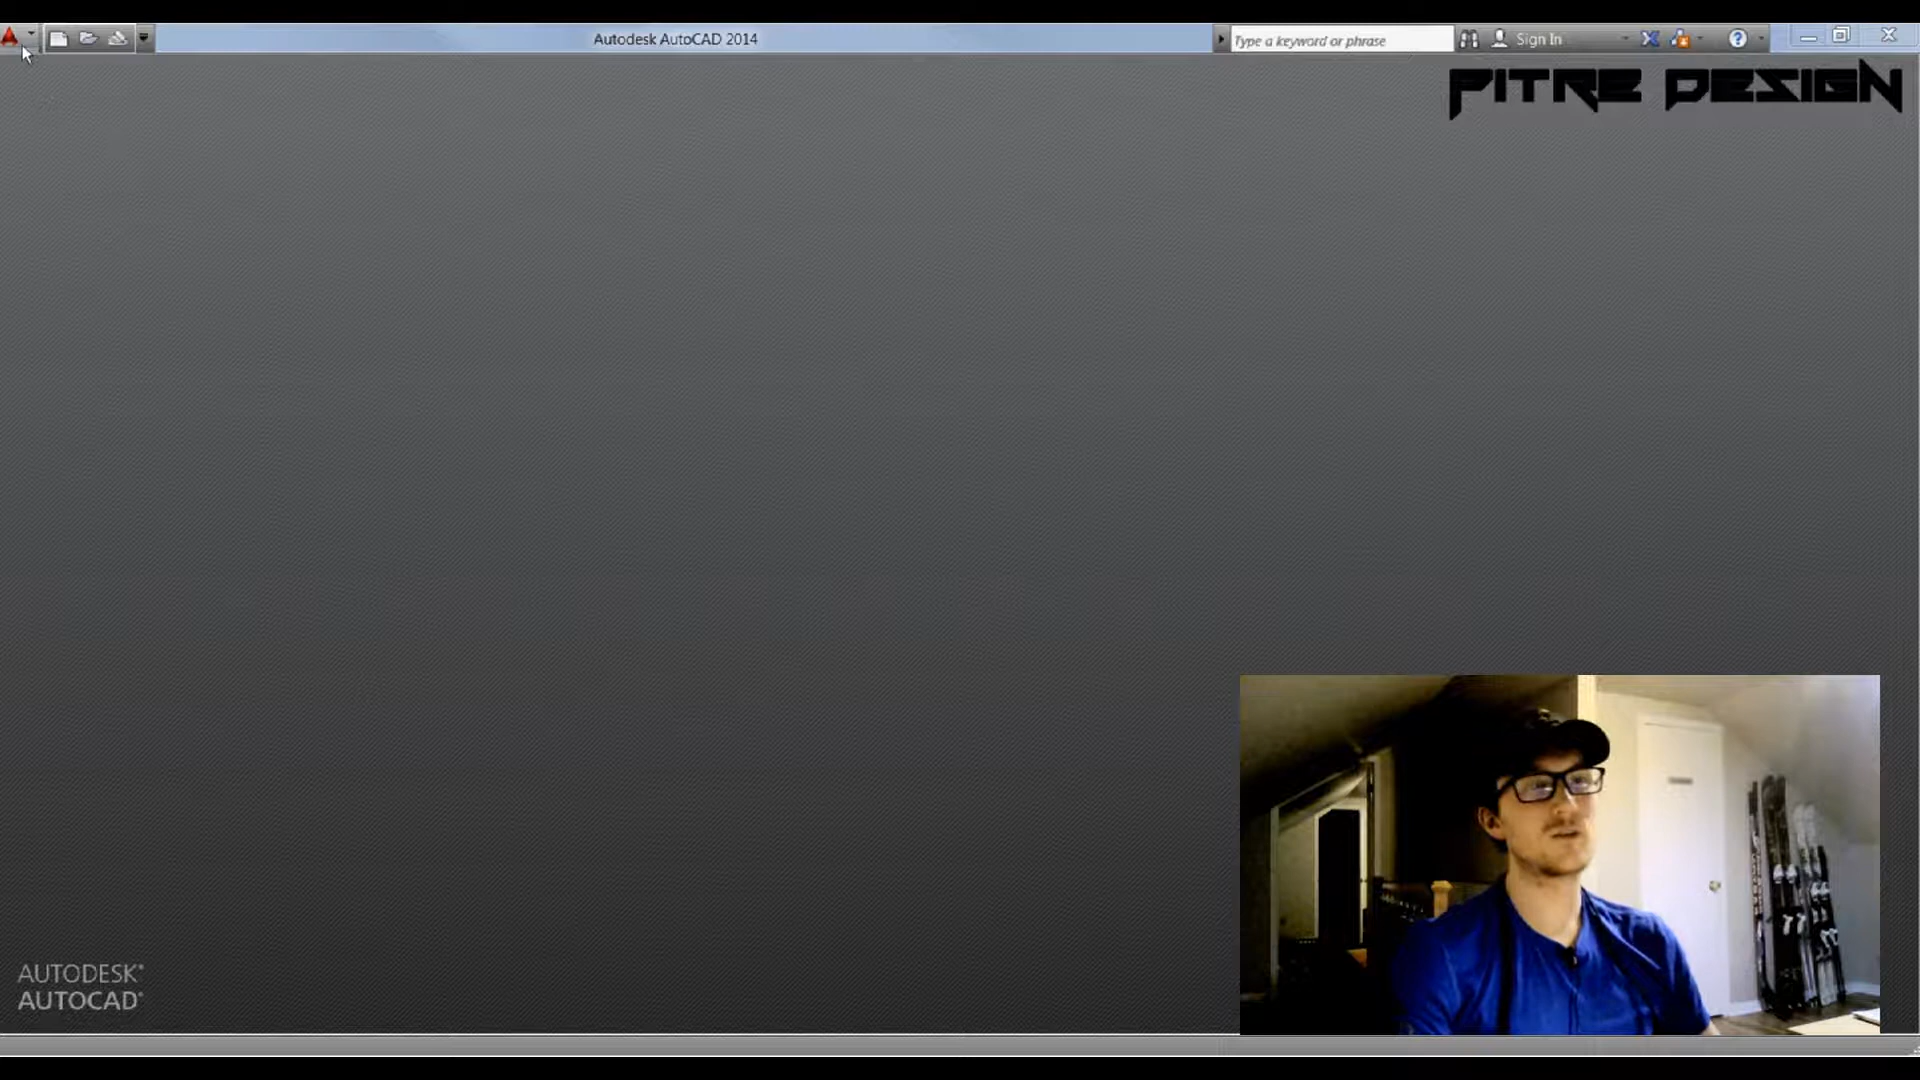 Autodesk AutoCAD 2014
Type a keyword or phrase
Sign In
PITRE DESIGN
AUTODESK®
AUTOCAD®